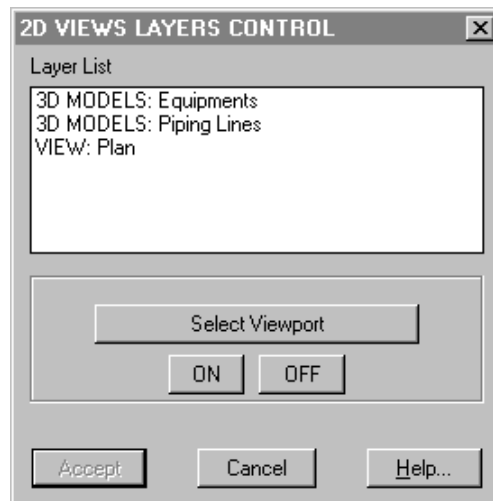 2D VIEWS LAYERS CONTROL
Layer List
3D MODELS: Equipments
3D MODELS: Piping Lines
VIEW: Plan
Select Viewport
ON OFF
Accept Cancel Help...